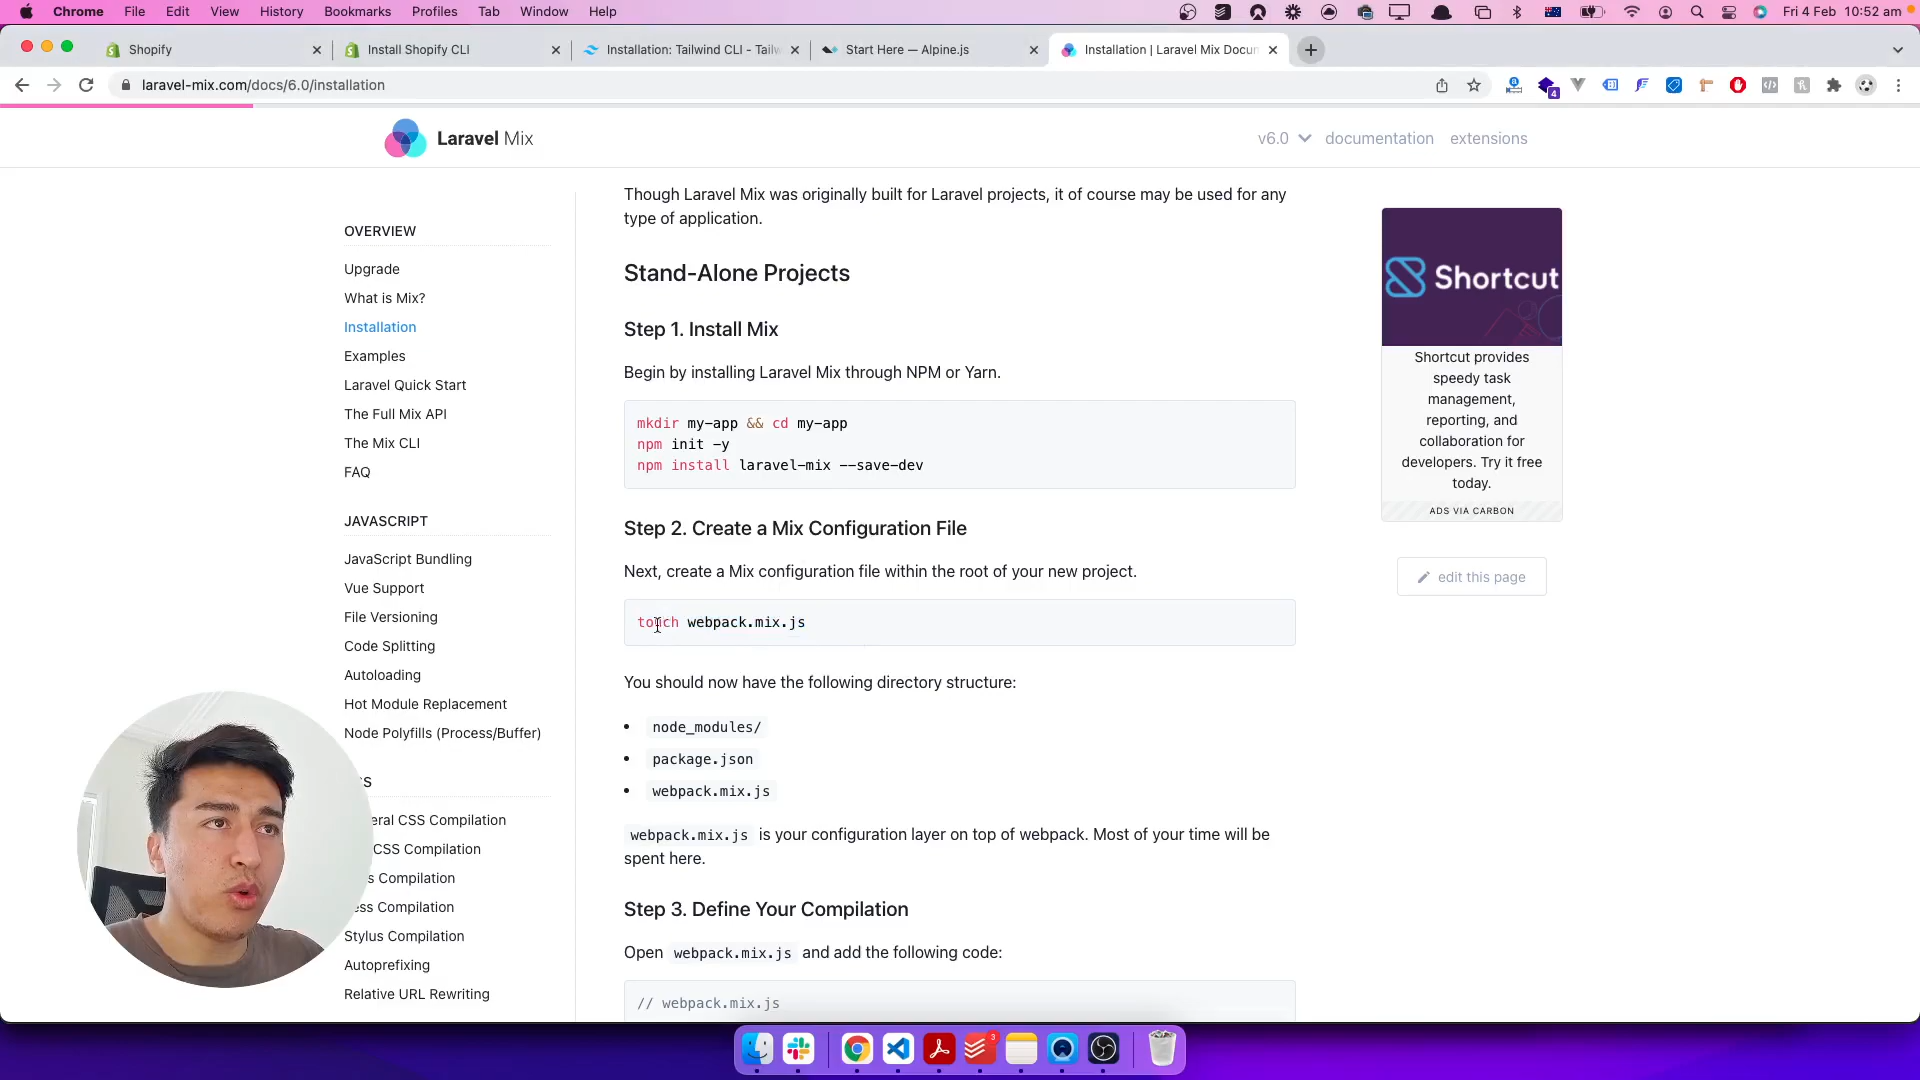 Chrome File Edit View History Bookmarks Profiles Tab Window Help Fri 4 Feb 10:52 am
Shopify
Install Shopify CLI
Installation: Tailwind CLI - Tailw
Start Here — Alpine.js
Installation | Laravel Mix Docun
laravel-mix.com/docs/6.0/installation
4
Laravel Mix
v6.0 documentation extensions
OVERVIEW
Upgrade
What is Mix?
Installation
Examples
Laravel Quick Start
The Full Mix API
The Mix CLI
FAQ
JAVASCRIPT
JavaScript Bundling
Vue Support
File Versioning
Code Splitting
Autoloading
Hot Module Replacement
Node Polyfills (Process/Buffer)
SS
eral CSS Compilation
CSS Compilation
s Compilation
ess Compilation
Stylus Compilation
Autoprefixing
Relative URL Rewriting
Though Laravel Mix was originally built for Laravel projects, it of course may be used for any
type of application.
Stand-Alone Projects
Step 1. Install Mix
Begin by installing Laravel Mix through NPM or Yarn.
mkdir my-app && cd my-app
npm init -y
npm install laravel-mix --save-dev
Step 2. Create a Mix Configuration File
Next, create a Mix configuration file within the root of your new project.
touch webpack.mix.js
You should now have the following directory structure:
• node_modules/
• package.json
• webpack.mix.js
webpack.mix.js is your configuration layer on top of webpack. Most of your time will be
spent here.
Step 3. Define Your Compilation
Open webpack.mix.js and add the following code:
// webpack.mix.js
Shortcut
Shortcut provides
speedy task
management,
reporting, and
collaboration for
developers. Try it free
today.
ADS VIA CARBON
edit this page
3